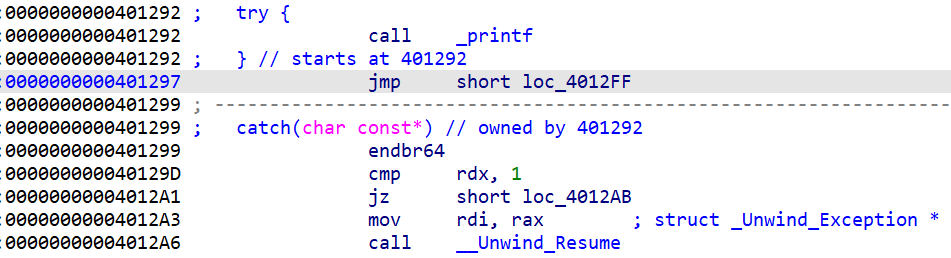 :0000000000401292 ;   try {
:0000000000401292                 call    _printf
:0000000000401292 ;   } // starts at 401292
:0000000000401297                 jmp     short loc_4012FF
:0000000000401299 ; ---------------------------------------------------------------------------
:0000000000401299 ;   catch(char const*) // owned by 401292
:0000000000401299                 endbr64
:000000000040129D                 cmp     rdx, 1
:00000000004012A1                 jz      short loc_4012AB
:00000000004012A3                 mov     rdi, rax        ; struct _Unwind_Exception *
:00000000004012A6                 call    __Unwind_Resume